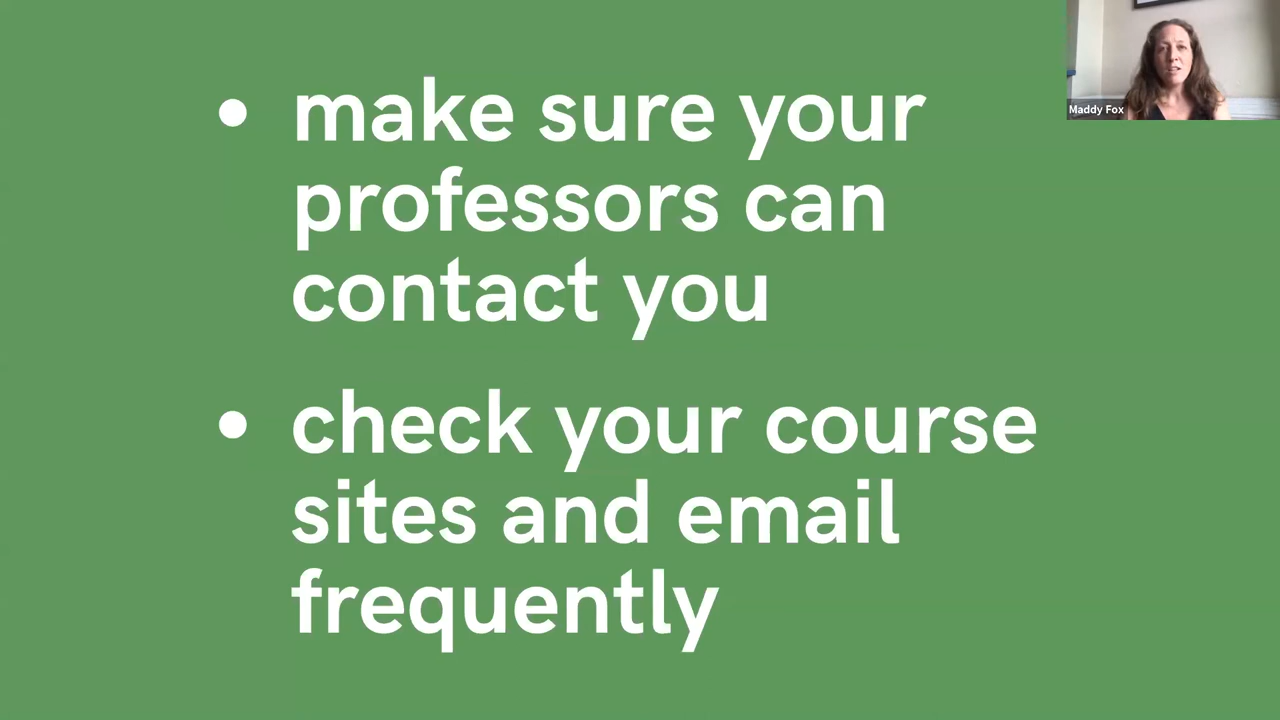 • make sure your
professors can
contact you
• check your course
sites and email
frequently
Maddy Fox